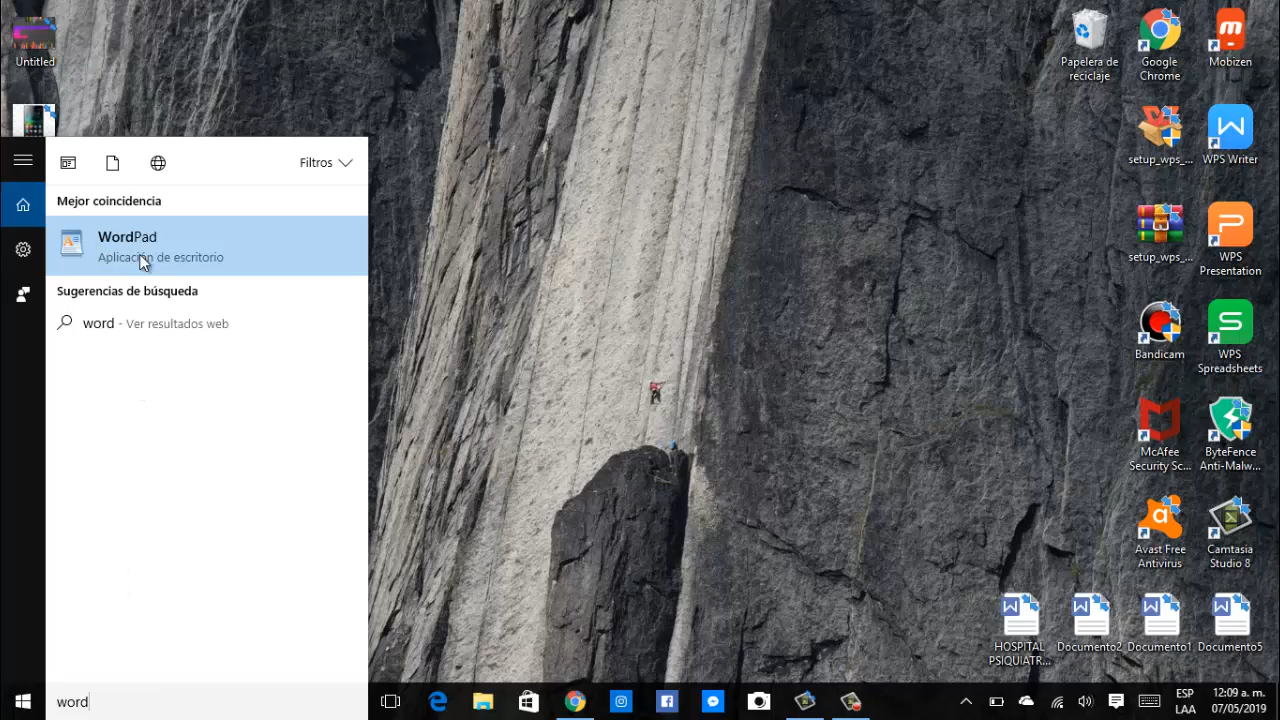 Untitled
Filtros
Mejor coincidencia
WordPad
Aplicación de escritorio
Sugerencias de búsqueda
word - Ver resultados web
word
Papelera de
reciclaje
Google
Chrome
Mobizen
setup_wps_...
WPS Writer
setup_wps_...
WPS
Presentation
Bandicam
WPS
Spreadsheets
McAfee
Security Sc...
ByteFence
Anti-Malw...
Avast Free
Antivirus
Camtasia
Studio 8
HOSPITAL
PSIQUIATR...
Documento2
Documento1
Documento5
ESP
LAA
12:09 a. m.
07/05/2019